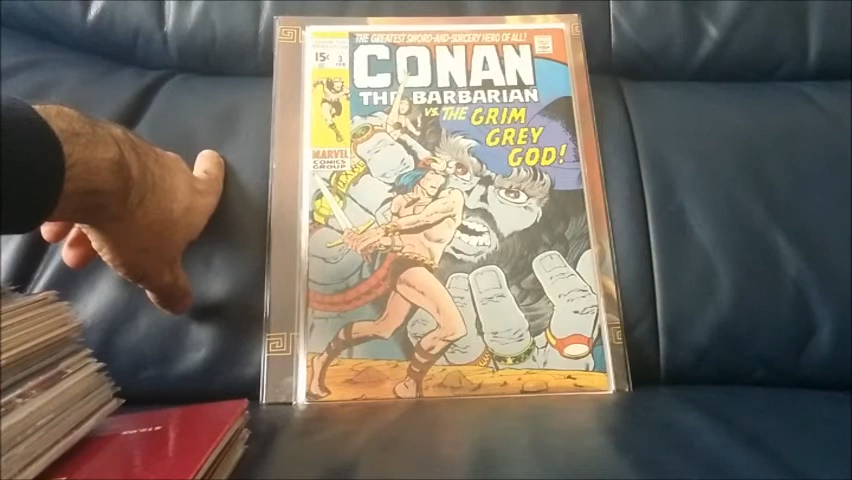 THE GREATEST SWORD-AND-SORCERY HERO OF ALL!
15¢
3
FEB
CONAN
THE BARBARIAN
VS. THE GRIM
GREY
GOD!
MARVEL
COMICS
GROUP